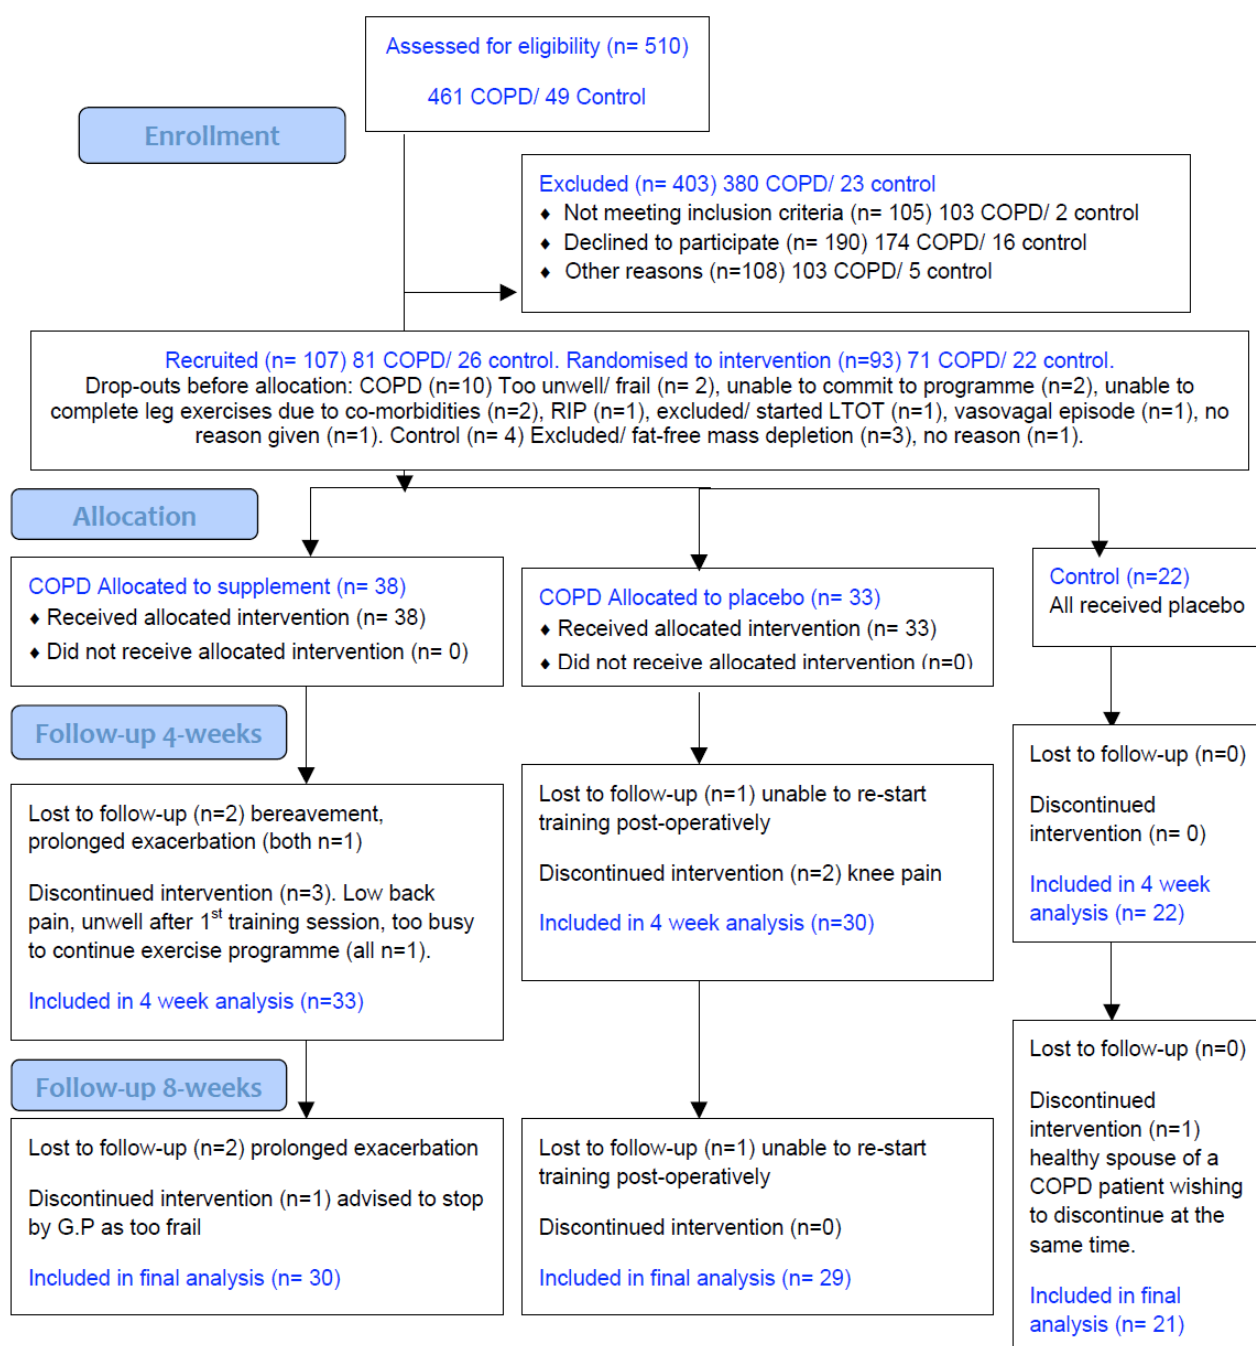 Assessed for eligibility (n= 510)
461 COPD/ 49 Control
Enrollment
Excluded (n= 403) 380 COPD/ 23 control
♦ Not meeting inclusion criteria (n= 105) 103 COPD/ 2 control
♦ Declined to participate (n= 190) 174 COPD/ 16 control
♦ Other reasons (n=108) 103 COPD/ 5 control
Recruited (n= 107) 81 COPD/ 26 control. Randomised to intervention (n=93) 71 COPD/ 22 control.
Drop-outs before allocation: COPD (n=10) Too unwell/ frail (n= 2), unable to commit to programme (n=2), unable to
complete leg exercises due to co-morbidities (n=2), RIP (n=1), excluded/ started LTOT (n=1), vasovagal episode (n=1), no
reason given (n=1). Control (n= 4) Excluded/ fat-free mass depletion (n=3), no reason (n=1).
Allocation
COPD Allocated to supplement (n= 38)
♦ Received allocated intervention (n= 38)
♦ Did not receive allocated intervention (n= 0)
COPD Allocated to placebo (n= 33)
♦ Received allocated intervention (n= 33)
♦ Did not receive allocated intervention (n=0)
Control (n=22)
All received placebo
Follow-up 4-weeks
Lost to follow-up (n=2) bereavement,
prolonged exacerbation (both n=1)
Discontinued intervention (n=3). Low back
pain, unwell after 1st training session, too busy
to continue exercise programme (all n=1).
Included in 4 week analysis (n=33)
Lost to follow-up (n=1) unable to re-start
training post-operatively
Discontinued intervention (n=2) knee pain
Included in 4 week analysis (n=30)
Lost to follow-up (n=0)
Discontinued
intervention (n= 0)
Included in 4 week
analysis (n= 22)
Follow-up 8-weeks
Lost to follow-up (n=2) prolonged exacerbation
Discontinued intervention (n=1) advised to stop
by G.P as too frail
Included in final analysis (n= 30)
Lost to follow-up (n=1) unable to re-start
training post-operatively
Discontinued intervention (n=0)
Included in final analysis (n= 29)
Lost to follow-up (n=0)
Discontinued
intervention (n=1)
healthy spouse of a
COPD patient wishing
to discontinue at the
same time.
Included in final
analysis (n= 21)